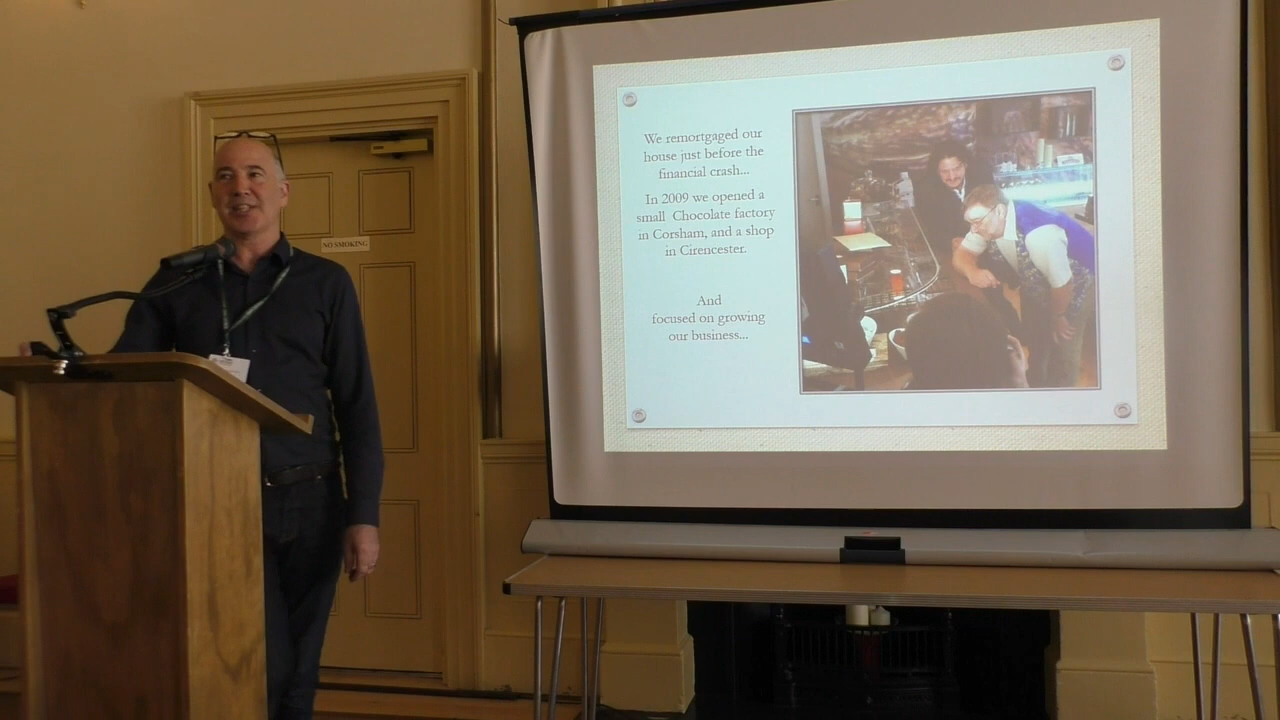 NO SMOKING
We remortgaged our
house just before the
financial crash...
In 2009 we opened a
small Chocolate factory
in Corsham, and a shop
in Cirencester.
And
focused on growing
our business...